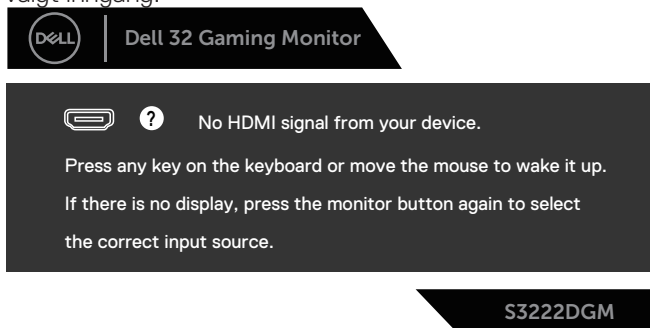 valgt inngang:
DELL
Dell 32 Gaming Monitor
? No HDMI signal from your device.
Press any key on the keyboard or move the mouse to wake it up.
If there is no display, press the monitor button again to select
the correct input source.
S3222DGM